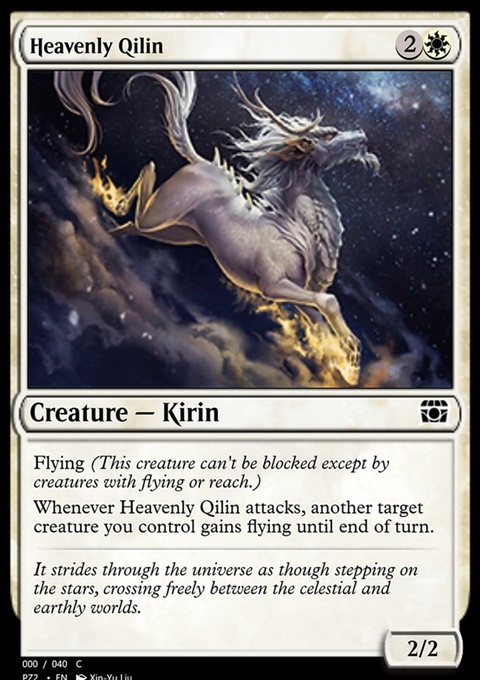 Heavenly Qilin 2
Creature — Kirin
Flying (This creature can't be blocked except by
creatures with flying or reach.)
Whenever Heavenly Qilin attacks, another target
creature you control gains flying until end of turn.
It strides through the universe as though stepping on
the stars, crossing freely between the celestial and
earthly worlds.
2/2
000 / 040 C
PZ2 • EN Xin-Yu Liu